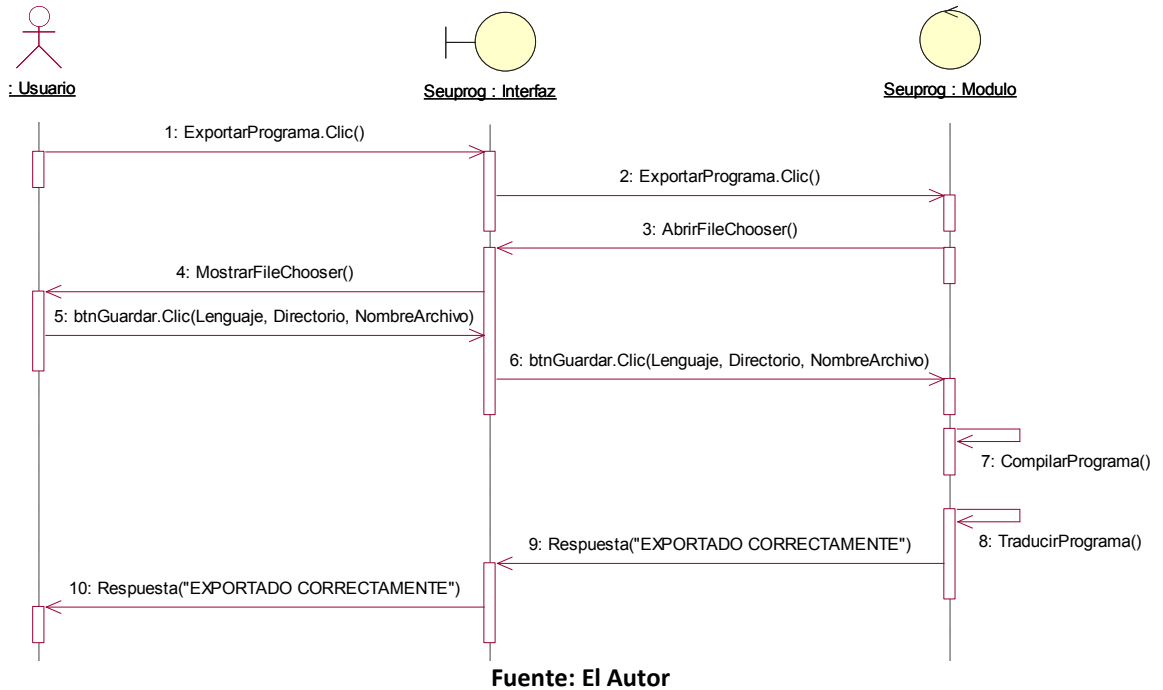 : Usuario
Seuprog : Interfaz
Seuprog : Modulo
1: ExportarPrograma.Clic()
2: ExportarPrograma.Clic()
3: AbrirFileChooser()
4: MostrarFileChooser()
5: btnGuardar.Clic(Lenguaje, Directorio, NombreArchivo)
6: btnGuardar.Clic(Lenguaje, Directorio, NombreArchivo)
7: CompilarPrograma()
8: TraducirPrograma()
9: Respuesta("EXPORTADO CORRECTAMENTE")
10: Respuesta("EXPORTADO CORRECTAMENTE")
Fuente: El Autor